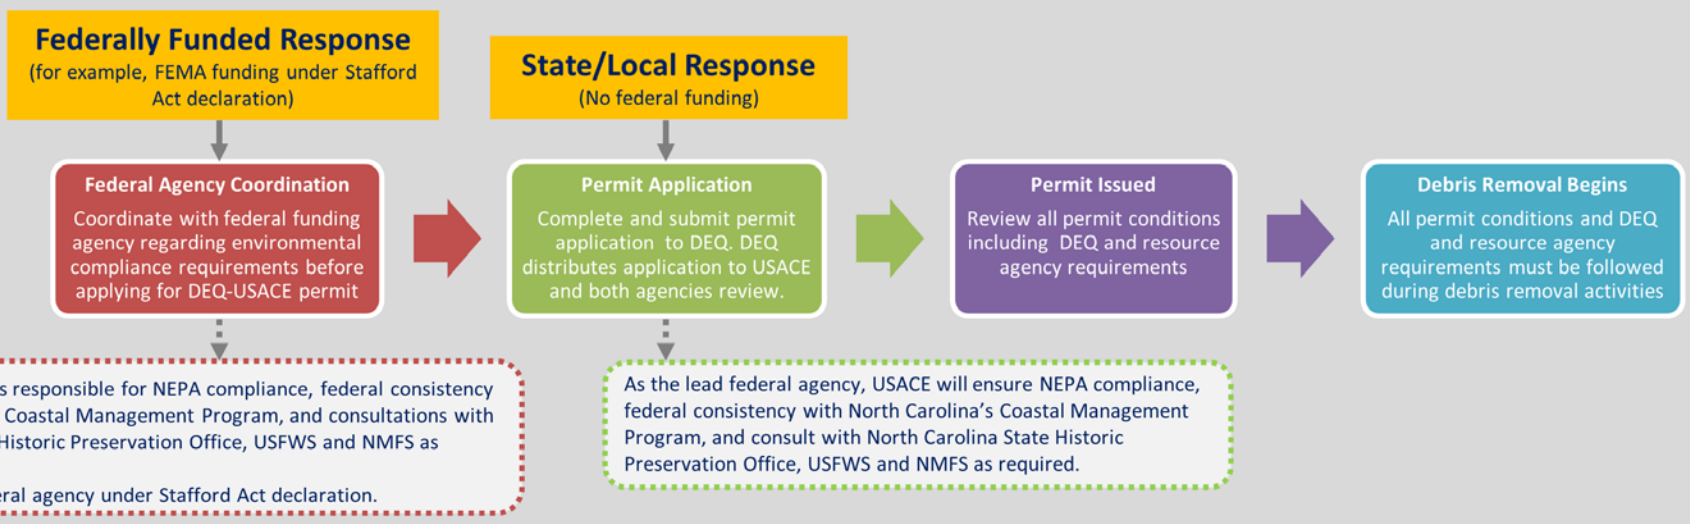 Federally Funded Response
(for example, FEMA funding under Stafford
Act declaration)
State/Local Response
(No federal funding)
Federal Agency Coordination
Coordinate with federal funding
agency regarding environmental
compliance requirements before
applying for DEQ-USACE permit
Permit Application
Complete and submit permit
application to DEQ. DEQ
distributes application to USACE
and both agencies review.
Permit Issued
Review all permit conditions
including DEQ and resource
agency requirements
Debris Removal Begins
All permit conditions and DEQ
and resource agency
requirements must be followed
during debris removal activities
responsible for NEPA compliance, federal consistency
Coastal Management Program, and consultations with
Historic Preservation Office, USFWS and NMFS as
agency under Stafford Act declaration.
As the lead federal agency, USACE will ensure NEPA compliance,
federal consistency with North Carolina’s Coastal Management
Program, and consult with North Carolina State Historic
Preservation Office, USFWS and NMFS as required.